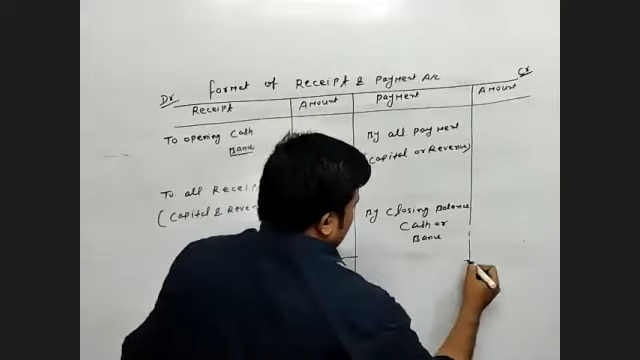 Format of Receipt & Payment A/c
Dr Cr
Receipt Amount Payment Amount
To opening Cash
Bank
By all payment
(Capital or Revenue)
To all Receip
(Capital & Reven
By Closing Balance
Cash or
Bank